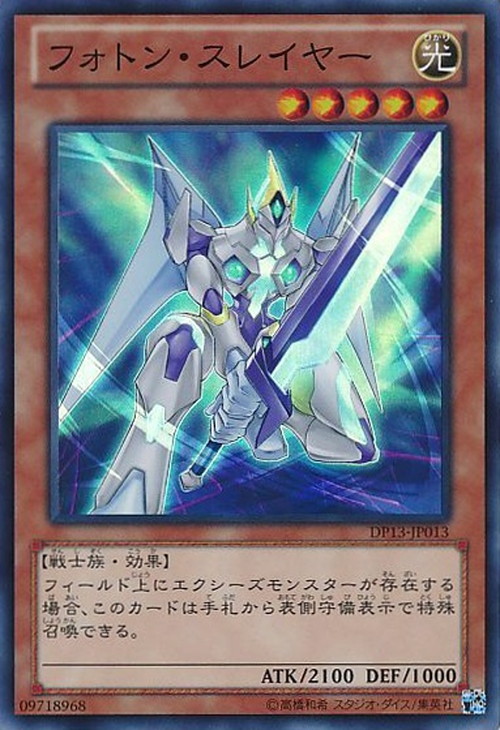 フォトン・スレイヤー
光
DP13-JP013
【戦士族・効果】
フィールド上にエクシーズモンスターが存在する
場合、このカードは手札から表側守備表示で特殊
召喚できる。
ATK/2100 DEF/1000
09718968
©高橋和希 スタジオ・ダイス/集英社